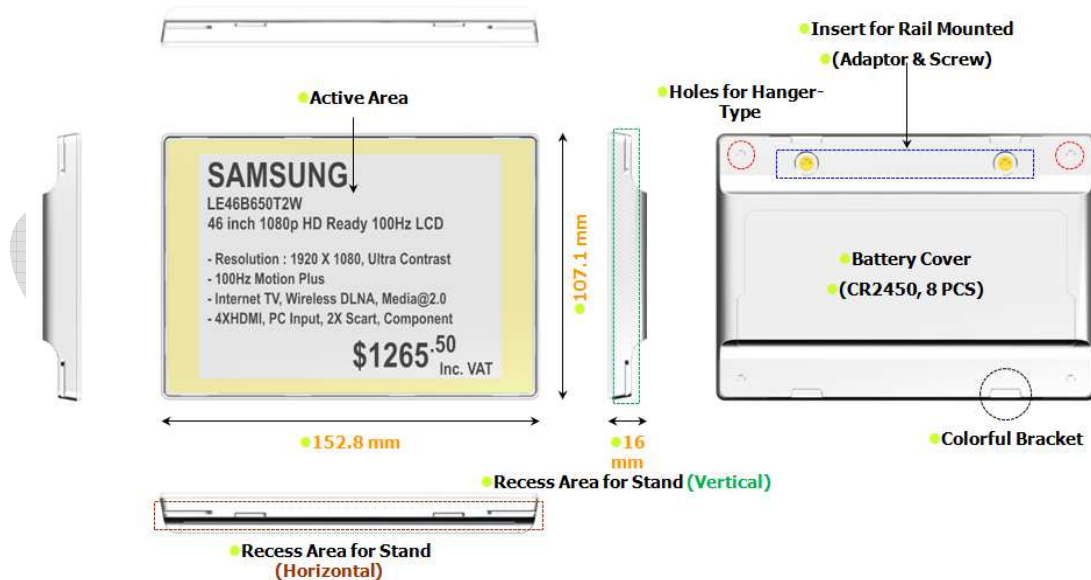 Insert for Rail Mounted
(Adaptor & Screw)
Active Area
Holes for Hanger-
Type
SAMSUNG
LE46B650T2W
46 inch 1080p HD Ready 100Hz LCD
- Resolution : 1920 X 1080, Ultra Contrast
- 100Hz Motion Plus
- Internet TV, Wireless DLNA, Media@2.0
- 4XHDMI, PC Input, 2X Scart, Component
$1265.50
Inc. VAT
107.1 mm
Battery Cover
(CR2450, 8 PCS)
152.8 mm
16
mm
Colorful Bracket
Recess Area for Stand (Vertical)
Recess Area for Stand
(Horizontal)